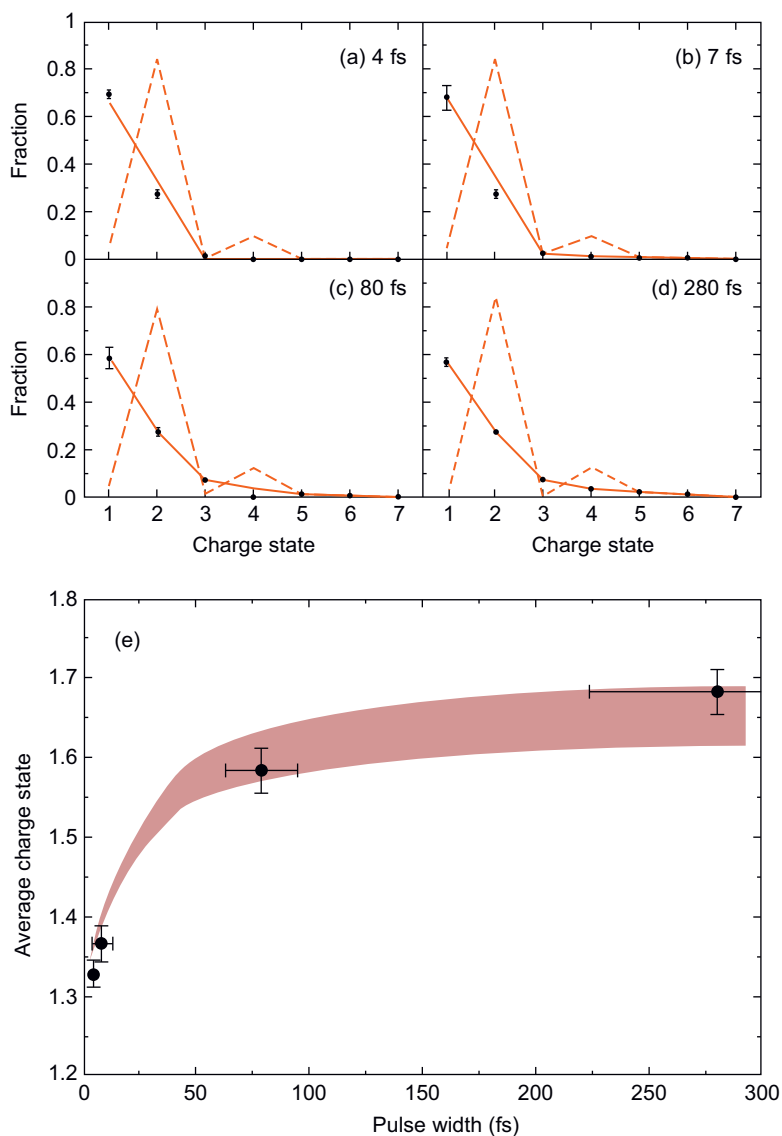 1
0.8
0.6
0.4
0.2
0
Fraction
(a) 4 fs
(b) 7 fs
0.8
0.6
0.4
0.2
0
Fraction
(c) 80 fs
(d) 280 fs
1 2 3 4 5 6 7
1 2 3 4 5 6 7
Charge state
Charge state
1.8
1.7
1.6
1.5
1.4
1.3
1.2
Average charge state
(e)
0 50 100 150 200 250 300
Pulse width (fs)